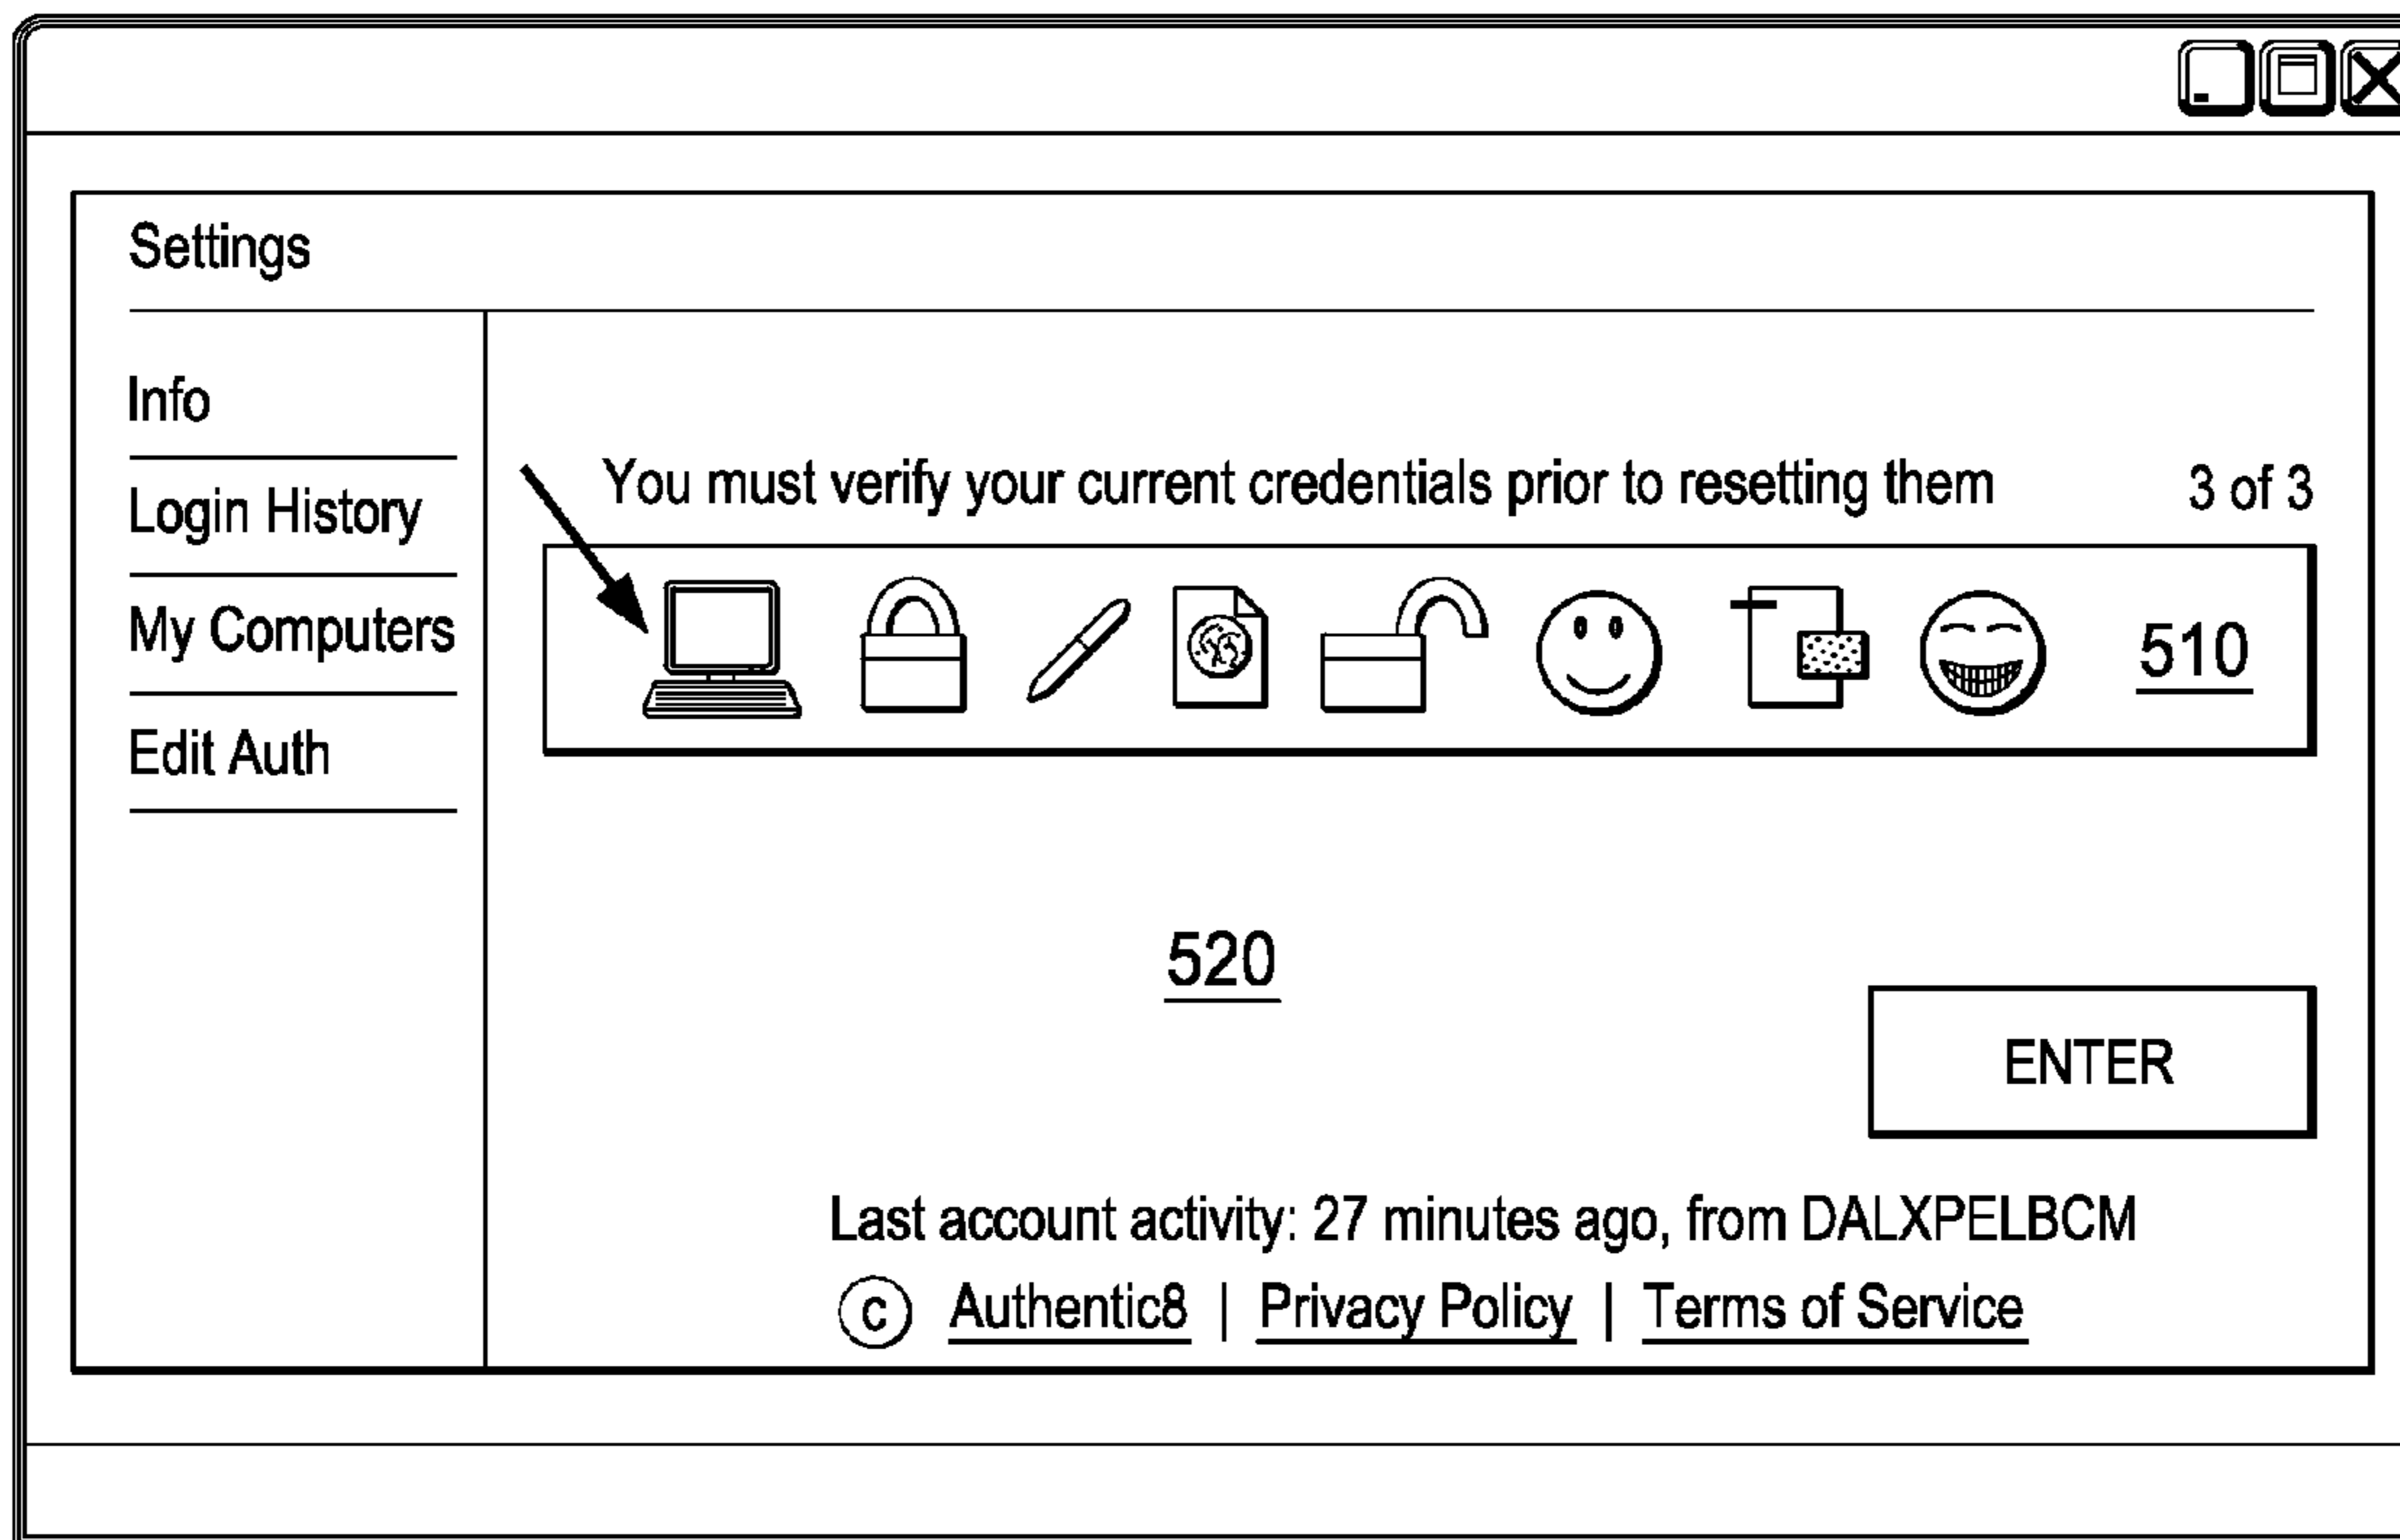 Settings
Info
Login History
My Computers
Edit Auth
You must verify your current credentials prior to resetting them 3 of 3
510
520
ENTER
Last account activity: 27 minutes ago, from DALXPELBCM
© Authentic8 | Privacy Policy | Terms of Service